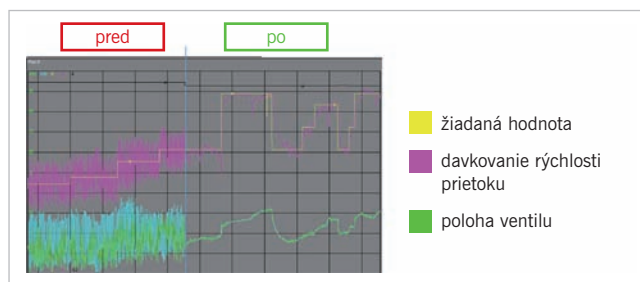 pred
po
žiadaná hodnota
davkovanie rýchlosti
prietoku
poloha ventilu